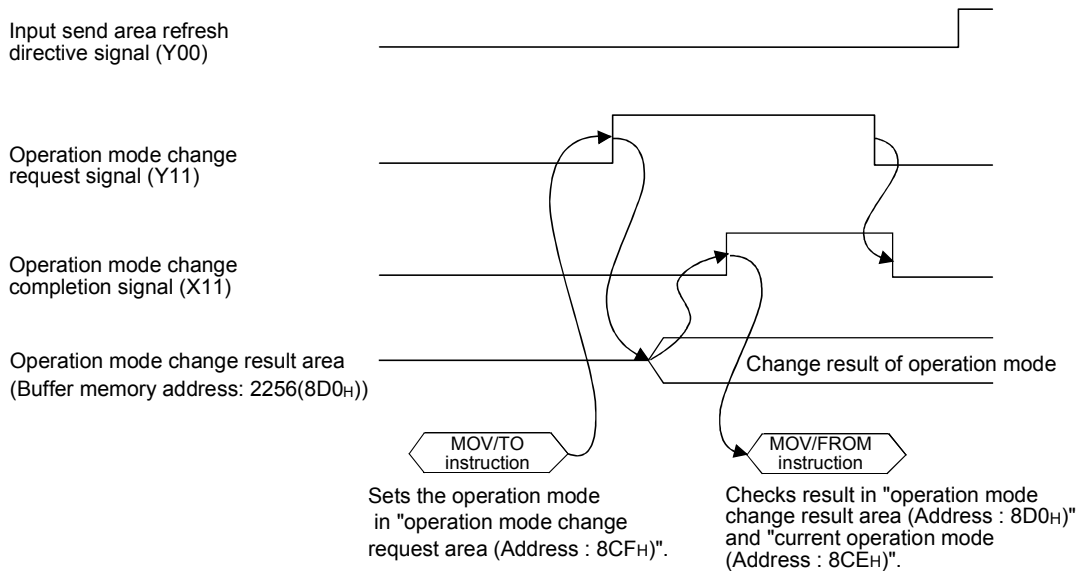 Input send area refresh
directive signal (Y00)
Operation mode change
request signal (Y11)
Operation mode change
completion signal (X11)
Operation mode change result area
(Buffer memory address: 2256(8D0H))
Change result of operation mode
MOV/TO
instruction
Sets the operation mode
in "operation mode change
request area (Address : 8CFH)".
MOV/FROM
instruction
Checks result in "operation mode
change result area (Address : 8D0H)"
and "current operation mode
(Address : 8CEH)".